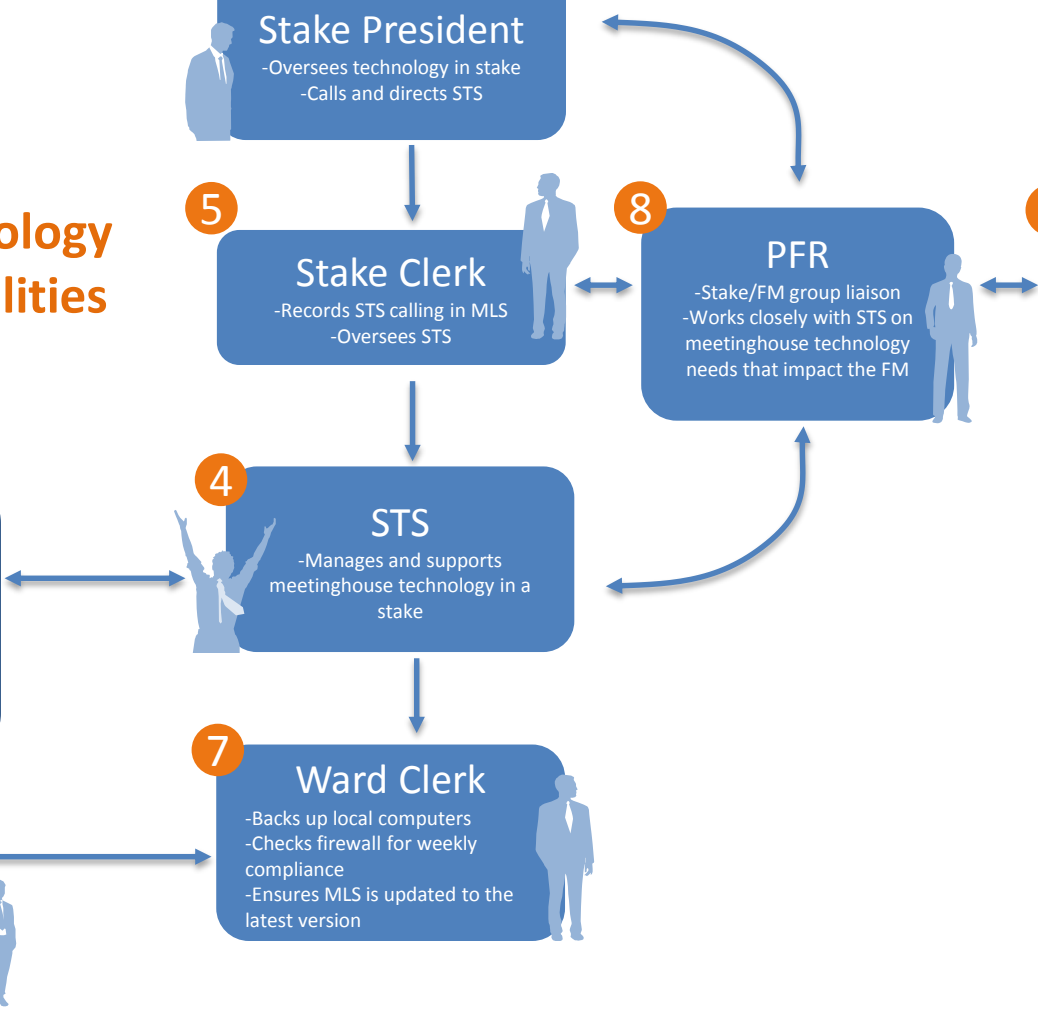 Stake President
-Oversees technology in stake
-Calls and directs STS
5
Stake Clerk
-Records STS calling in MLS
-Oversees STS
8
PFR
-Stake/FM group liaison
-Works closely with STS on
meetinghouse technology
needs that impact the FM
ology
lities
4
STS
-Manages and supports
meetinghouse technology in a
stake
7
Ward Clerk
-Backs up local computers
-Checks firewall for weekly
compliance
-Ensures MLS is updated to the
latest version